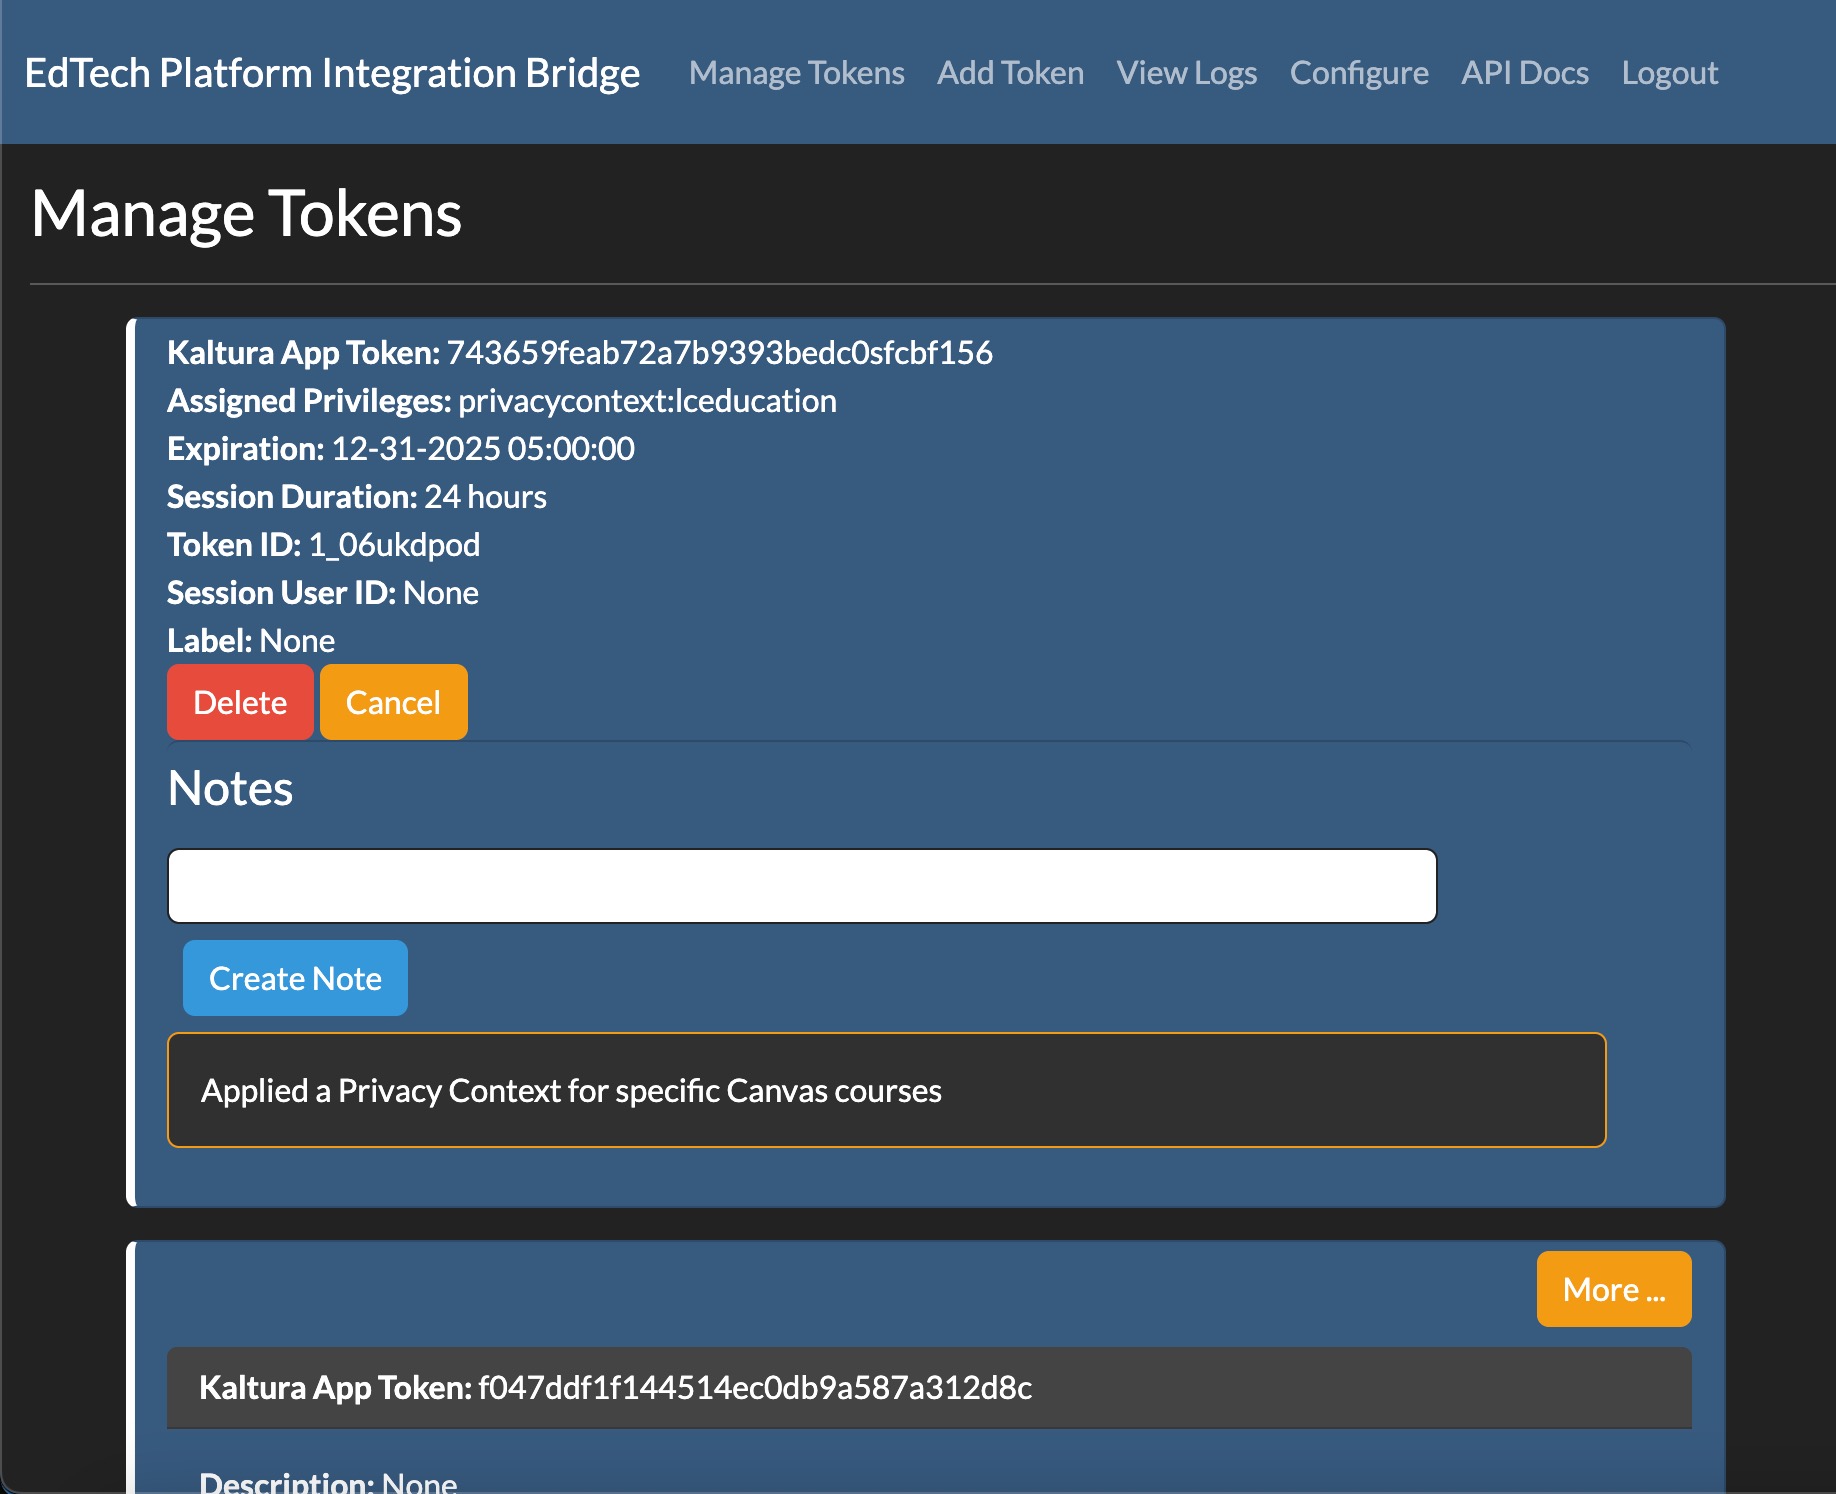 EdTech Platform Integration Bridge Manage Tokens Add Token View Logs Configure API Docs Logout
Manage Tokens
Kaltura App Token: 743659feab72a7b9393bedc0sfcbf156
Assigned Privileges: privacycontext:lceducation
Expiration: 12-31-2025 05:00:00
Session Duration: 24 hours
Token ID: 1_06ukdpod
Session User ID: None
Label: None
Delete Cancel
Notes
Create Note
Applied a Privacy Context for specific Canvas courses
More ...
Kaltura App Token: f047ddf1f144514ec0db9a587a312d8c
Description: None